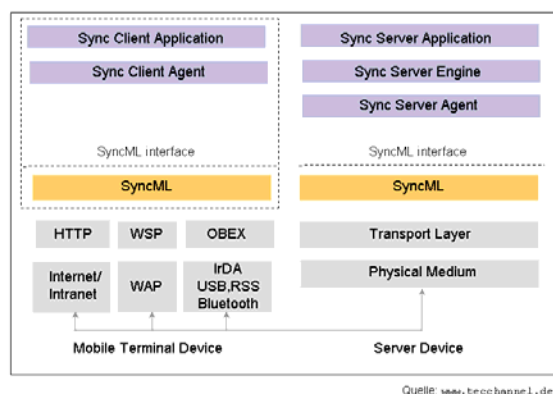 Sync Client Application
Sync Client Agent
SyncML interface
SyncML
HTTP
WSP
OBEX
Internet/
Intranet
WAP
IrDA
USB,RSS
Bluetooth
Mobile Terminal Device
Sync Server Application
Sync Server Engine
Sync Server Agent
SyncML interface
SyncML
Transport Layer
Physical Medium
Server Device
Quelle: www.tecchannel.de